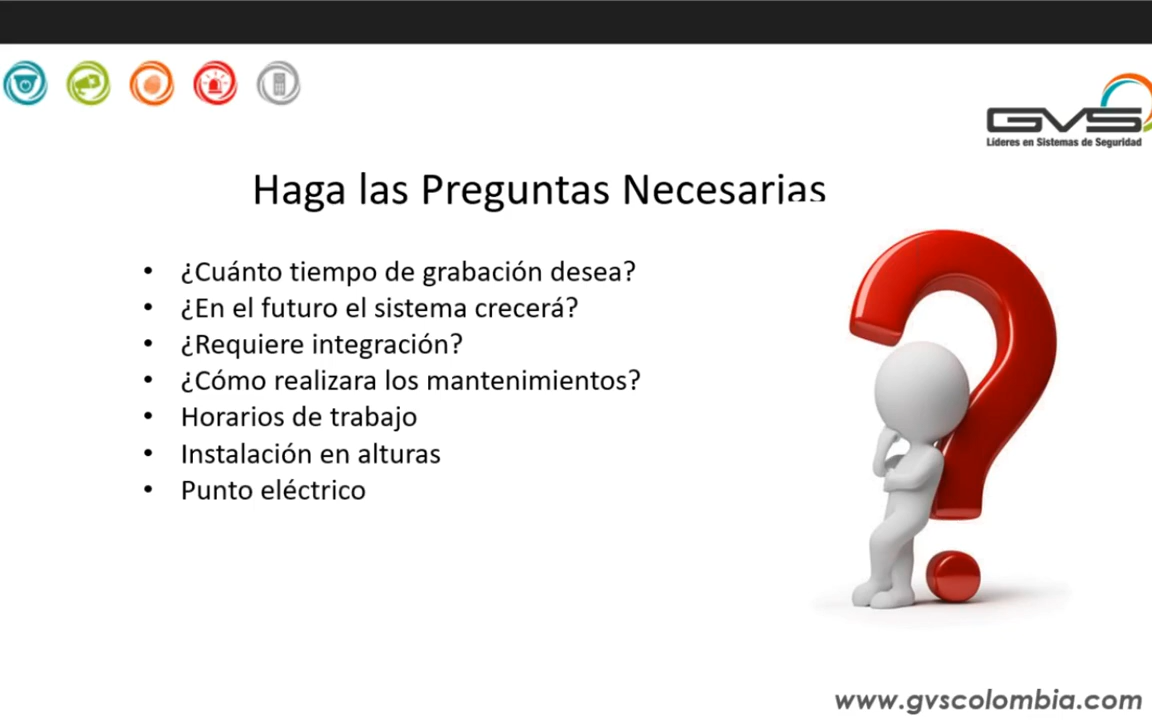 GVS
Líderes en Sistemas de Seguridad
Haga las Preguntas Necesarias
• ¿Cuánto tiempo de grabación desea?
• ¿En el futuro el sistema crecerá?
• ¿Requiere integración?
• ¿Cómo realizara los mantenimientos?
• Horarios de trabajo
• Instalación en alturas
• Punto eléctrico
www.gvscolombia.com